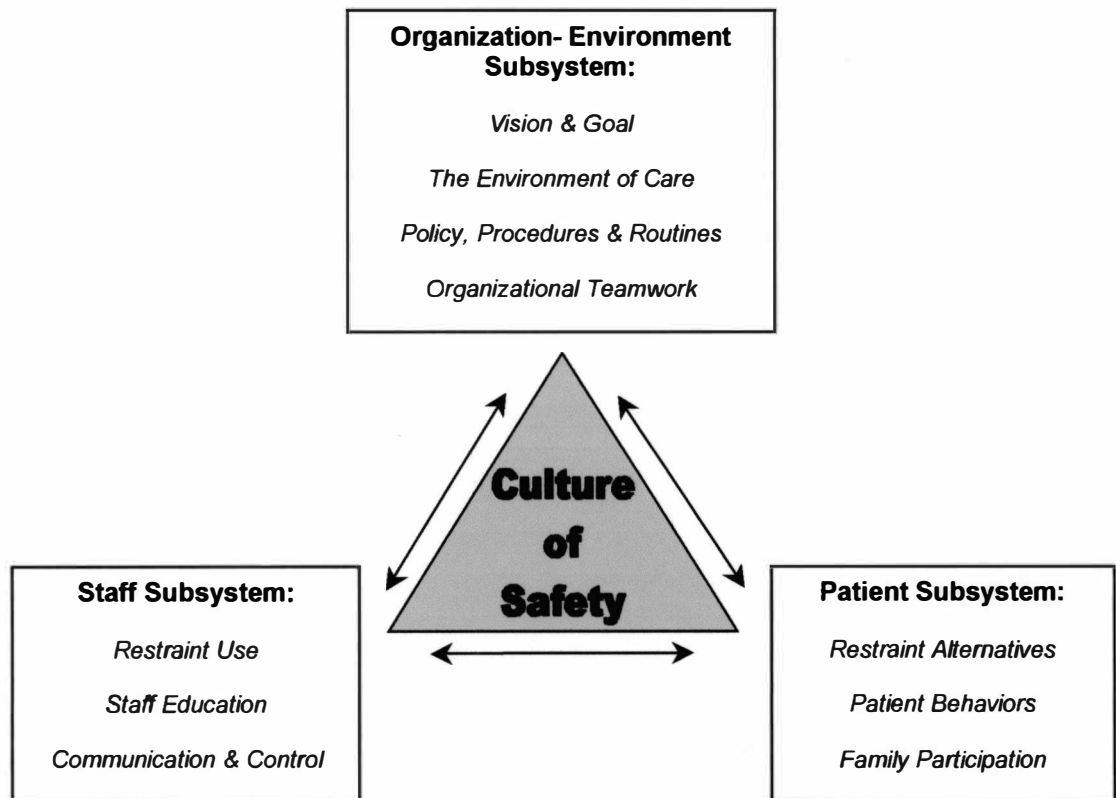 Organization- Environment
Subsystem:
Vision & Goal
The Environment of Care
Policy, Procedures & Routines
Organizational Teamwork
Culture
of
Safety
Staff Subsystem:
Restraint Use
Staff Education
Communication & Control
Patient Subsystem:
Restraint Alternatives
Patient Behaviors
Family Participation